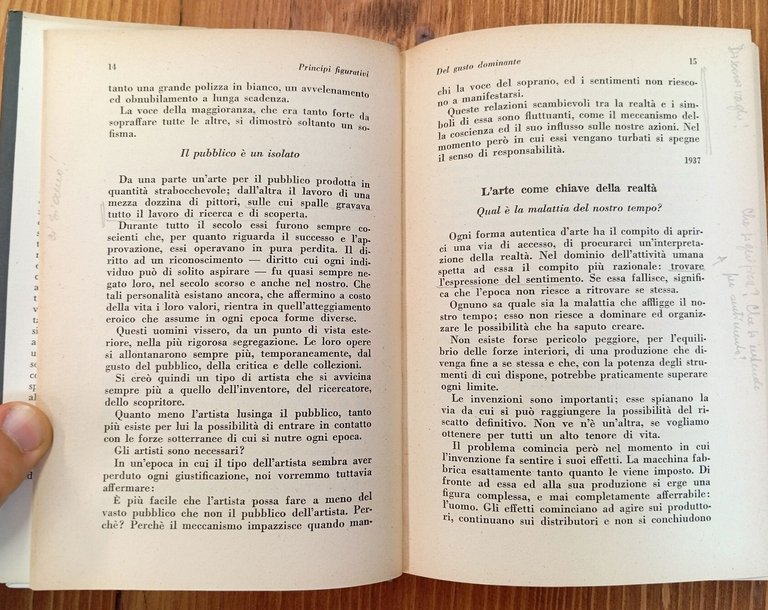 14
Principi figurativi
tanto una grande polizza in bianco, un avvelenamento
ed obnubilamento a lunga scadenza.
La voce della maggioranza, che era tanto forte da
sopraffare tutte le altre, si dimostrò soltanto un so-
fisma.
Il pubblico è un isolato
Da una parte un'arte per il pubblico prodotta in
quantità strabocchevole; dall'altra il lavoro di una
mezza dozzina di pittori, sulle cui spalle gravava
tutto il lavoro di ricerca e di scoperta.
Durante tutto il secolo essi furono sempre co-
scienti che, per quanto riguarda il successo e l'ap-
provazione, essi operavano in pura perdita. Il di-
ritto ad un riconoscimento — diritto cui ogni indi-
viduo può di solito aspirare — fu quasi sempre ne-
gato loro, nel secolo scorso e anche nel nostro. Che
tali personalità esistano ancora, che affermino a costo
della vita i loro valori, rientra in quell'atteggiamento
eroico che assume in ogni epoca forme diverse.
Questi uomini vissero, da un punto di vista este-
riore, nella più rigorosa segregazione. Le loro opere
si allontanarono sempre più, temporaneamente, dal
gusto del pubblico, della critica e delle collezioni.
Si creò quindi un tipo di artista che si avvicina
sempre più a quello dell'inventore, del ricercatore,
dello scopritore.
Quanto meno l'artista lusinga il pubblico, tanto
più esiste per lui la possibilità di entrare in contatto
con le forze sotterranee di cui si nutre ogni epoca.
Gli artisti sono necessari?
In un'epoca in cui il tipo dell'artista sembra aver
perduto ogni giustificazione, noi vorremmo tuttavia
affermare:
È più facile che l'artista possa fare a meno del
vasto pubblico che non il pubblico dell'artista. Per-
chè? Perchè il meccanismo impazzisce quando man-
Del gusto dominante
15
chi la voce del soprano, ed i sentimenti non riesco-
no a manifestarsi.
Queste relazioni scambievoli tra la realtà e i sim-
boli di essa sono fluttuanti, come il meccanismo del-
la coscienza ed il suo influsso sulle nostre azioni. Nel
momento però in cui essi vengano turbati si spegne
il senso di responsabilità.
1937
L'arte come chiave della realtà
Qual è la malattia del nostro tempo?
Ogni forma autentica d'arte ha il compito di aprir-
ci una via di accesso, di procurarci un'interpreta-
zione della realtà. Nel dominio dell'attività umana
spetta ad essa il compito più razionale: trovare
l'espressione del sentimento. Se essa fallisce, signifi-
ca che l'epoca non riesce a ritrovare se stessa.
Ognuno sa quale sia la malattia che affligge il no-
stro tempo; esso non riesce a dominare ed organizza-
re le possibilità che ha saputo creare.
Non esiste forse pericolo peggiore, per l'equi-
librio delle forze interiori, di una produzione che di-
venga fine a se stessa e che, con la potenza degli stru-
menti di cui dispone, potrebbe praticamente superare
ogni limite.
Le invenzioni sono importanti; esse spianano la
via da cui si può raggiungere la possibilità del ri-
scatto definitivo. Non ve n'è un'altra, se vogliamo
ottenere per tutti un alto tenore di vita.
Il problema comincia però nel momento in cui
l'invenzione fa sentire i suoi effetti. La macchina fab-
brica esattamente tanto quanto le viene imposto. Di
fronte ad essa ed alla sua produzione si erge una
figura complessa, e mai completamente afferrabile:
l'uomo. Gli effetti cominciano ad agire sui produtto-
ri, continuano sui distributori e non si conchiudono